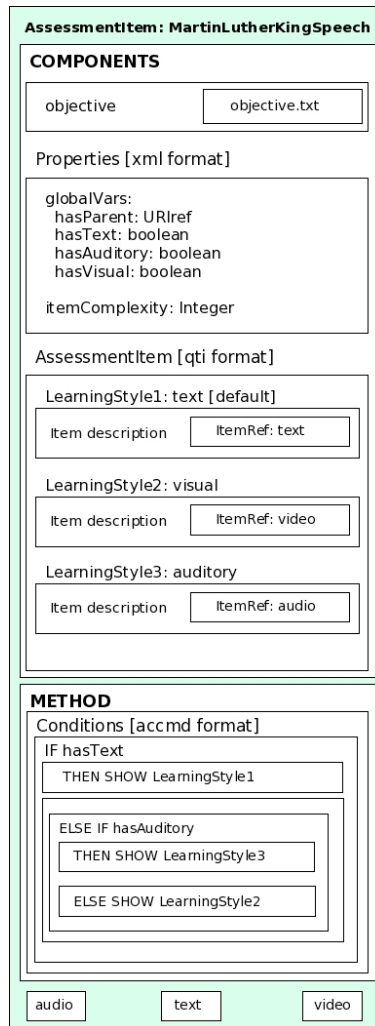 AssessmentItem: MartinLutherKingSpeech
COMPONENTS
objective
objective.txt
Properties [xml format]
globalVars:
hasParent: URIref
hasText: boolean
hasAuditory: boolean
hasVisual: boolean
itemComplexity: Integer
AssessmentItem [qti format]
LearningStyle1: text [default]
Item description
ItemRef: text
LearningStyle2: visual
Item description
ItemRef: video
LearningStyle3: auditory
Item description
ItemRef: audio
METHOD
Conditions [accmd format]
IF hasText
THEN SHOW LearningStyle1
ELSE IF hasAuditory
THEN SHOW LearningStyle3
ELSE SHOW LearningStyle2
audio
text
video